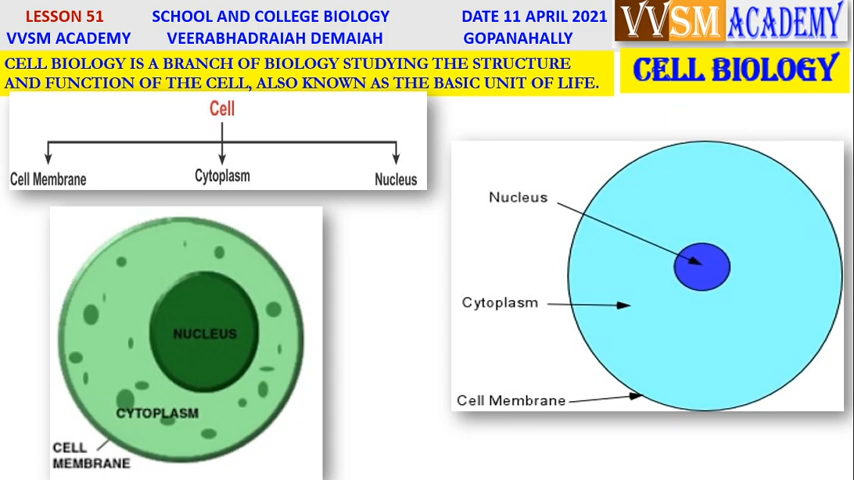 LESSON 51 SCHOOL AND COLLEGE BIOLOGY DATE 11 APRIL 2021
VVSM ACADEMY VEERABHADRAIAH DEMAIAH GOPANAHALLY
VVSM ACADEMY
CELL BIOLOGY IS A BRANCH OF BIOLOGY STUDYING THE STRUCTURE
AND FUNCTION OF THE CELL, ALSO KNOWN AS THE BASIC UNIT OF LIFE.
CELL BIOLOGY
Cell
Cell Membrane Cytoplasm Nucleus
NUCLEUS
CYTOPLASM
CELL
MEMBRANE
Nucleus
Cytoplasm
Cell Membrane